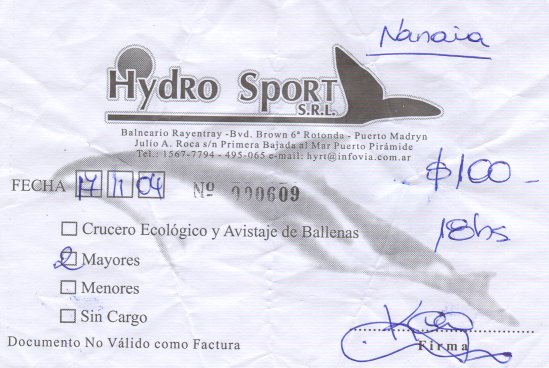 Nanaia
HYDRO SPORT
S.R.L.
Balneario Rayentray -Bvd. Brown 6ª Rotonda - Puerto Madryn
Julio A. Roca s/n Primera Bajada al Mar Puerto Pirámide
Tel.: 1567-7794 - 495-065 e-mail: hyrt@infovia.com.ar
$100-
FECHA 17 11 04 Nº 000609
18hs
Crucero Ecológico y Avistaje de Ballenas
2 Mayores
Menores
Sin Cargo
Documento No Válido como Factura
Firma